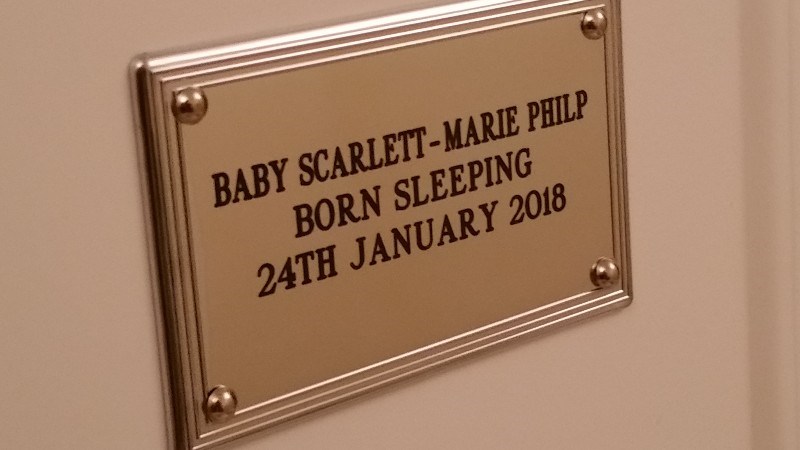 BABY SCARLETT-MARIE PHILP
BORN SLEEPING
24TH JANUARY 2018